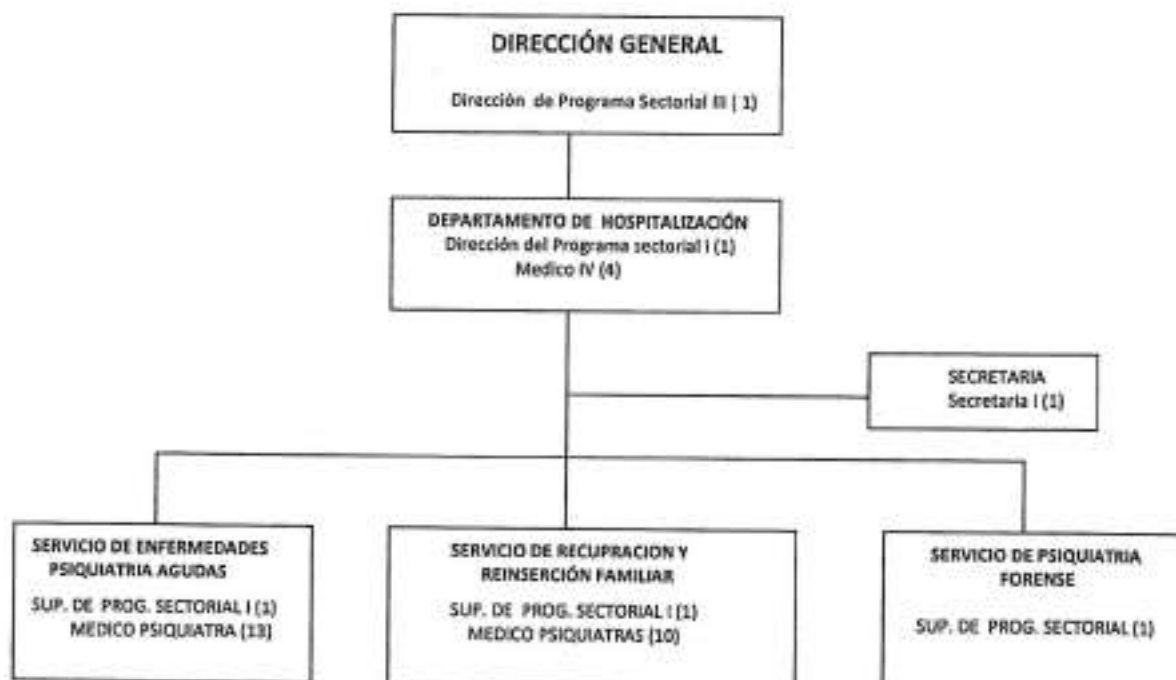 DIRECCIÓN GENERAL
Dirección de Programa Sectorial III ( 1)
DEPARTAMENTO DE HOSPITALIZACIÓN
Dirección del Programa sectorial I (1)
Medico IV (4)
SECRETARIA
Secretaria I (1)
SERVICIO DE ENFERMEDADES
PSIQUIATRIA AGUDAS
SUP. DE PROG. SECTORIAL I (1)
MEDICO PSIQUIATRA (13)
SERVICIO DE RECUPRACION Y
REINSERCIÓN FAMILIAR
SUP. DE PROG. SECTORIAL I (1)
MEDICO PSIQUIATRAS (10)
SERVICIO DE PSIQUIATRIA
FORENSE
SUP. DE PROG. SECTORIAL (1)